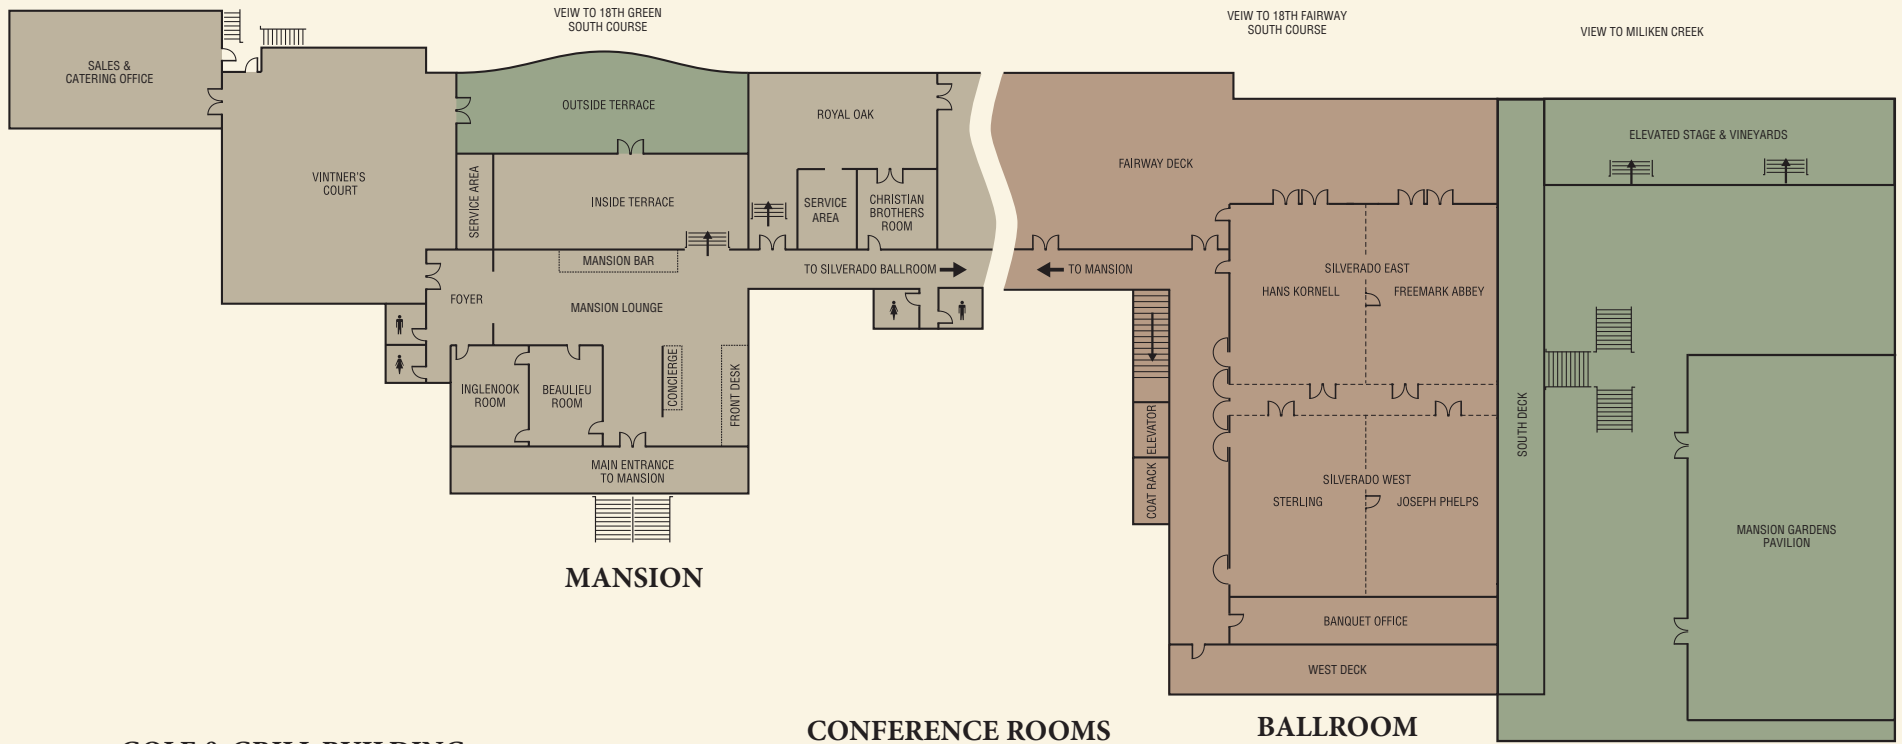 VEIW TO 18TH GREEN
SOUTH COURSE
VEIW TO 18TH FAIRWAY
SOUTH COURSE
VIEW TO MILIKEN CREEK
SALES &
CATERING OFFICE
VINTNER'S
COURT
OUTSIDE TERRACE
SERVICE AREA
INSIDE TERRACE
ROYAL OAK
SERVICE
AREA
CHRISTIAN
BROTHERS
ROOM
MANSION BAR
TO SILVERADO BALLROOM
FOYER
MANSION LOUNGE
INGLENOOK
ROOM
BEAULIEU
ROOM
CONCIERGE
FRONT DESK
MAIN ENTRANCE
TO MANSION
MANSION
FAIRWAY DECK
TO MANSION
SILVERADO EAST
HANS KORNELL
FREEMARK ABBEY
ELEVATOR
COAT RACK
SILVERADO WEST
STERLING
JOSEPH PHELPS
BANQUET OFFICE
WEST DECK
SOUTH DECK
ELEVATED STAGE & VINEYARDS
MANSION GARDENS
PAVILION
BALLROOM
CONFERENCE ROOMS
GOLF & GRILL BUILDING